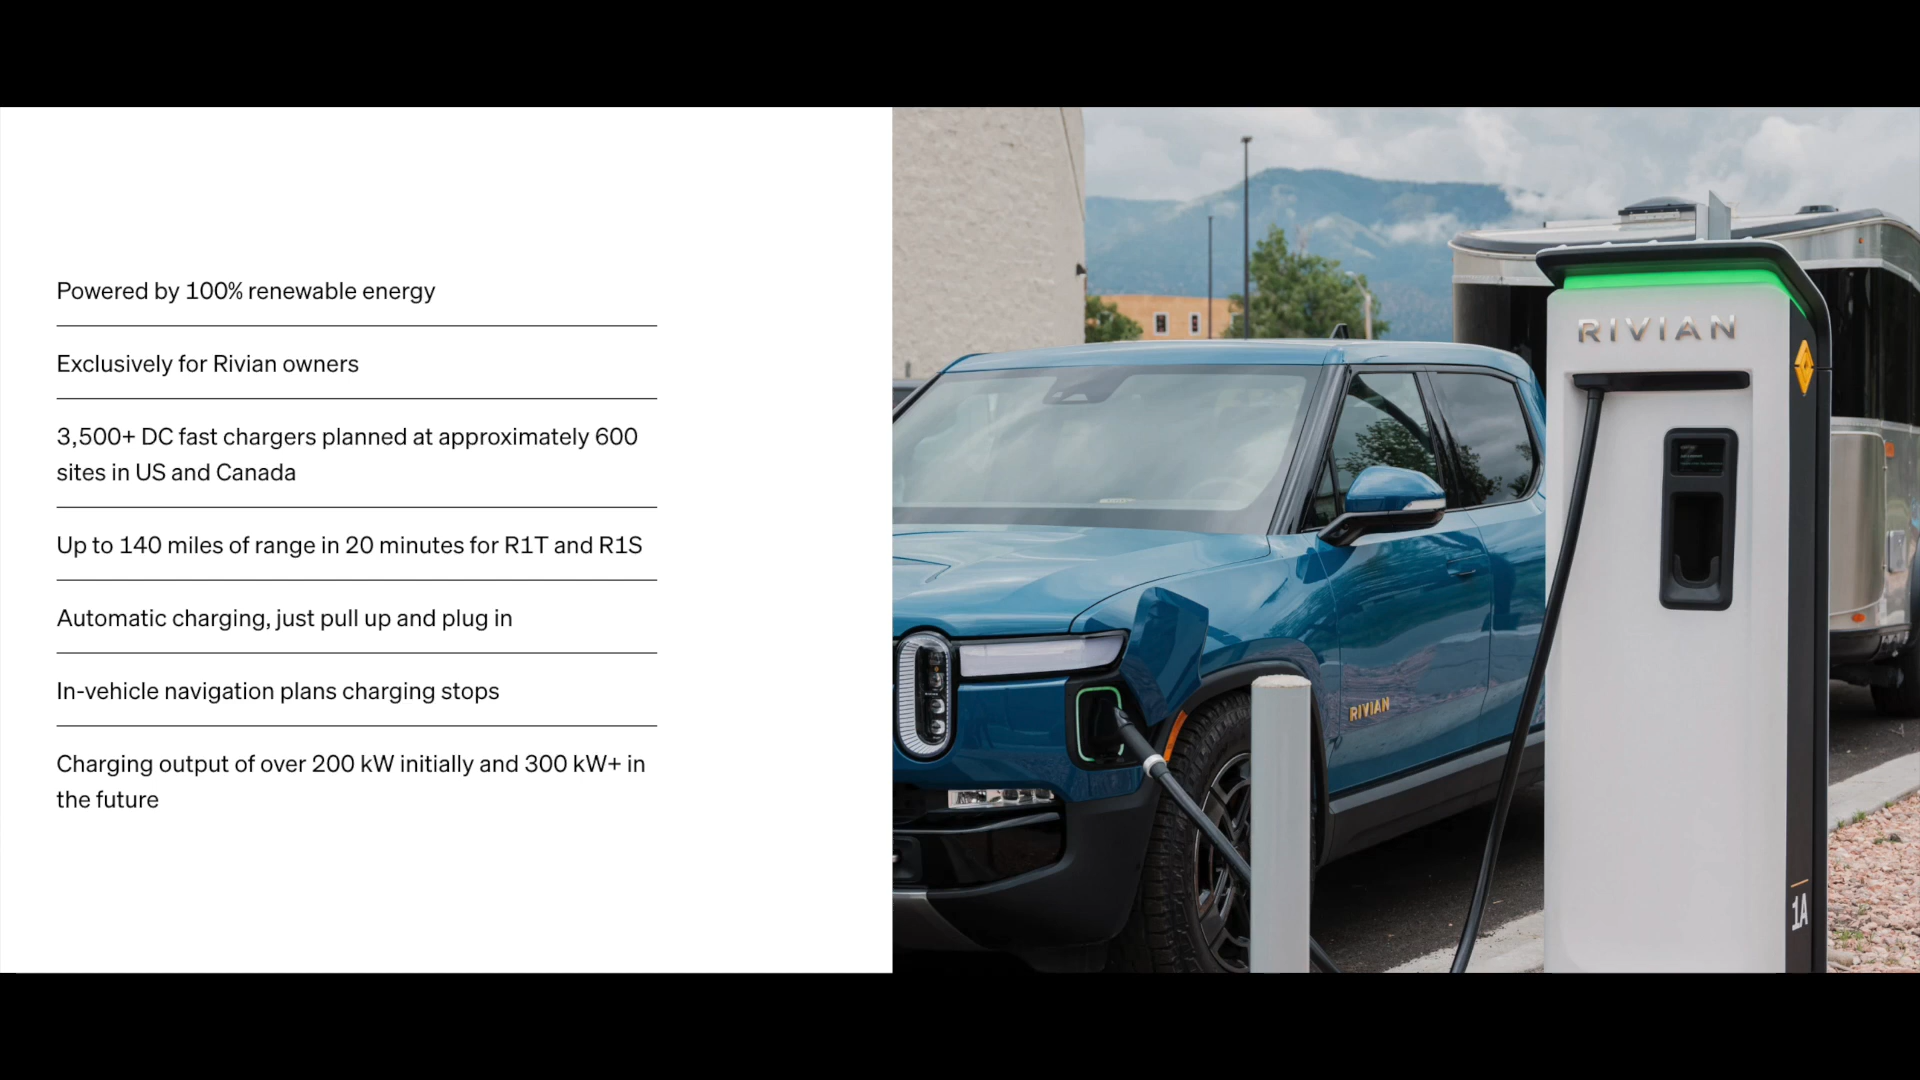 Powered by 100% renewable energy
Exclusively for Rivian owners
3,500+ DC fast chargers planned at approximately 600
sites in US and Canada
Up to 140 miles of range in 20 minutes for R1T and R1S
Automatic charging, just pull up and plug in
In-vehicle navigation plans charging stops
Charging output of over 200 kW initially and 300 kW+ in
the future
RIVIAN
RIVIAN
1A